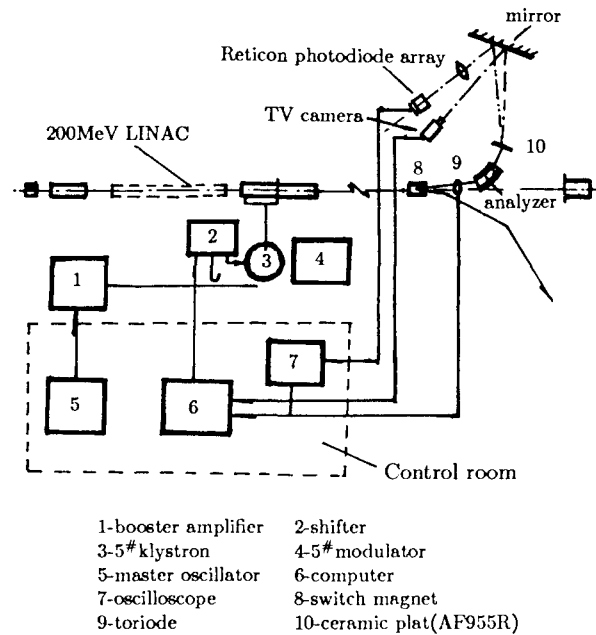 mirror
Reticon photodiode array
TV camera
200MeV LINAC
10
9
8
analyzer
2
3
4
1
7
5
6
Control room
1-booster amplifier 2-shifter
3-5#klystron 4-5#modulator
5-master oscillator 6-computer
7-oscilloscope 8-switch magnet
9-toriode 10-ceramic plat(AF955R)